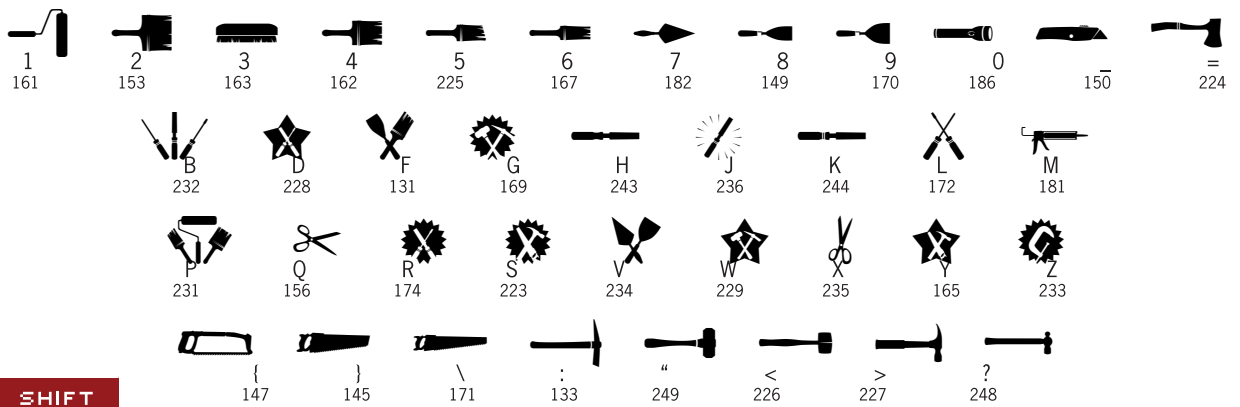 1 2 3 4 5 6 7 8 9 0 _ =
161 153 163 162 225 167 182 149 170 186 150 224
B D F G H J K L M
232 228 131 169 243 236 244 172 181
P Q R S V W X Y Z
231 156 174 223 234 229 235 165 233
{ } \ : “ < > ?
147 145 171 133 249 226 227 248
SHIFT